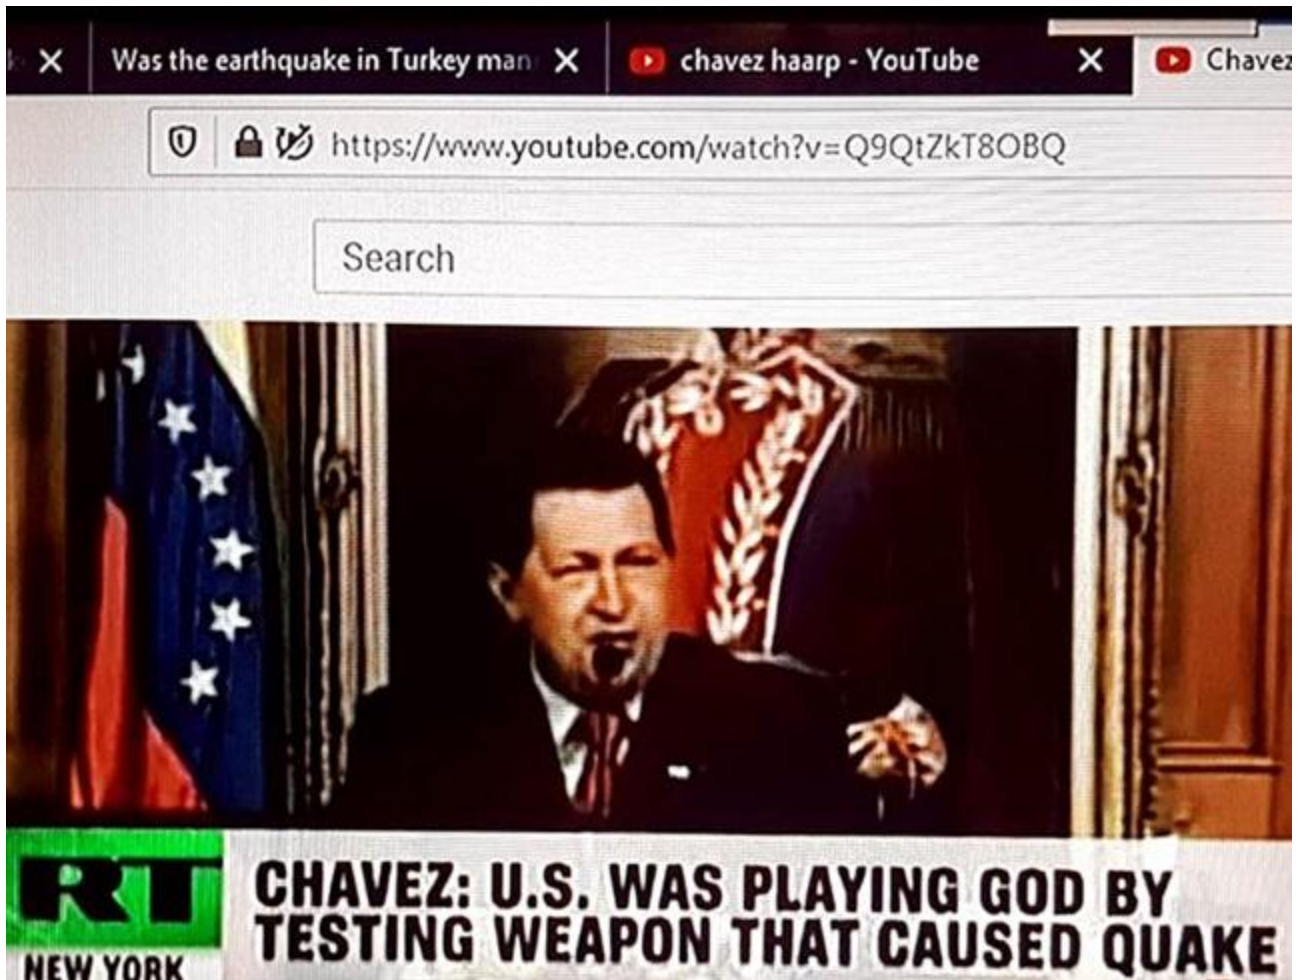 Was the earthquake in Turkey man
chavez haarp - YouTube
Chavez
https://www.youtube.com/watch?v=Q9QtZkT8OBQ
Search
RT
NEW YORK
CHAVEZ: U.S. WAS PLAYING GOD BY
TESTING WEAPON THAT CAUSED QUAKE